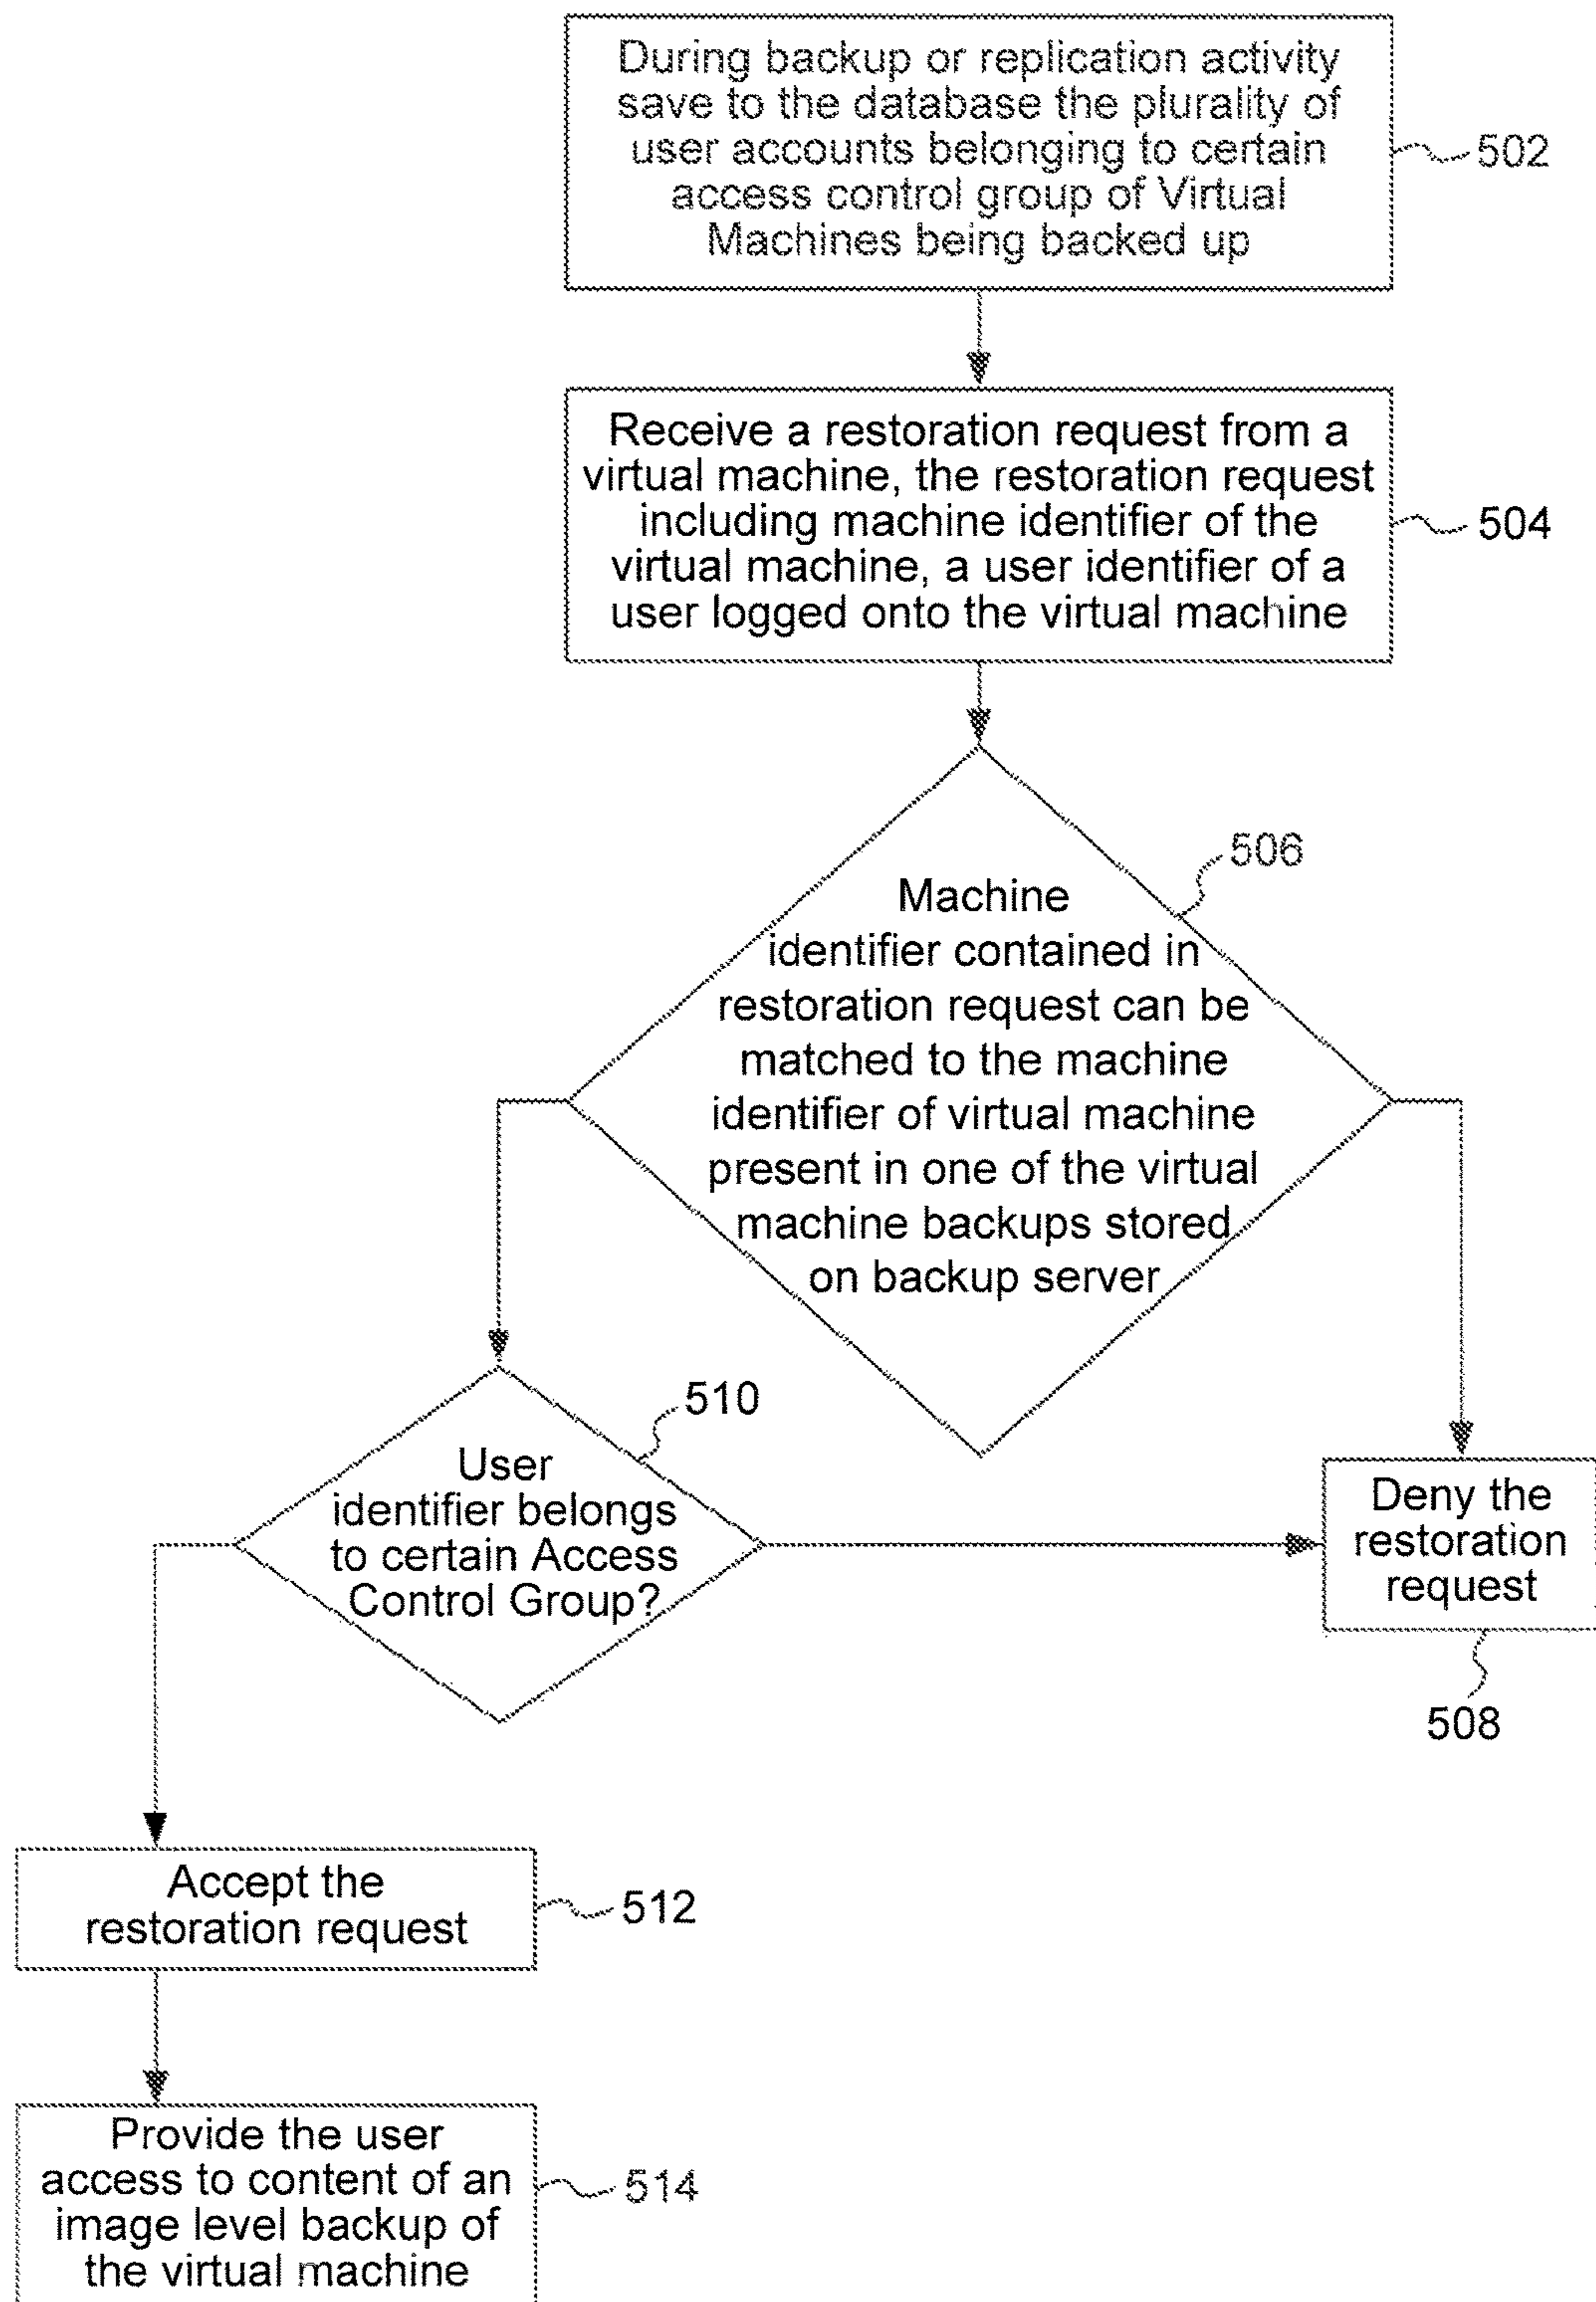 During backup or replication activity
save to the database the plurality of
user accounts belonging to certain
access control group of Virtual
Machines being backed up
502
Receive a restoration request from a
virtual machine, the restoration request
including machine identifier of the
virtual machine, a user identifier of a
user logged onto the virtual machine
504
506
Machine
identifier contained in
restoration request can be
matched to the machine
identifier of virtual machine
present in one of the virtual
machine backups stored
on backup server
510
User
identifier belongs
to certain Access
Control Group?
Deny the
restoration
request
508
Accept the
restoration request
512
Provide the user
access to content of an
image level backup of
the virtual machine
514